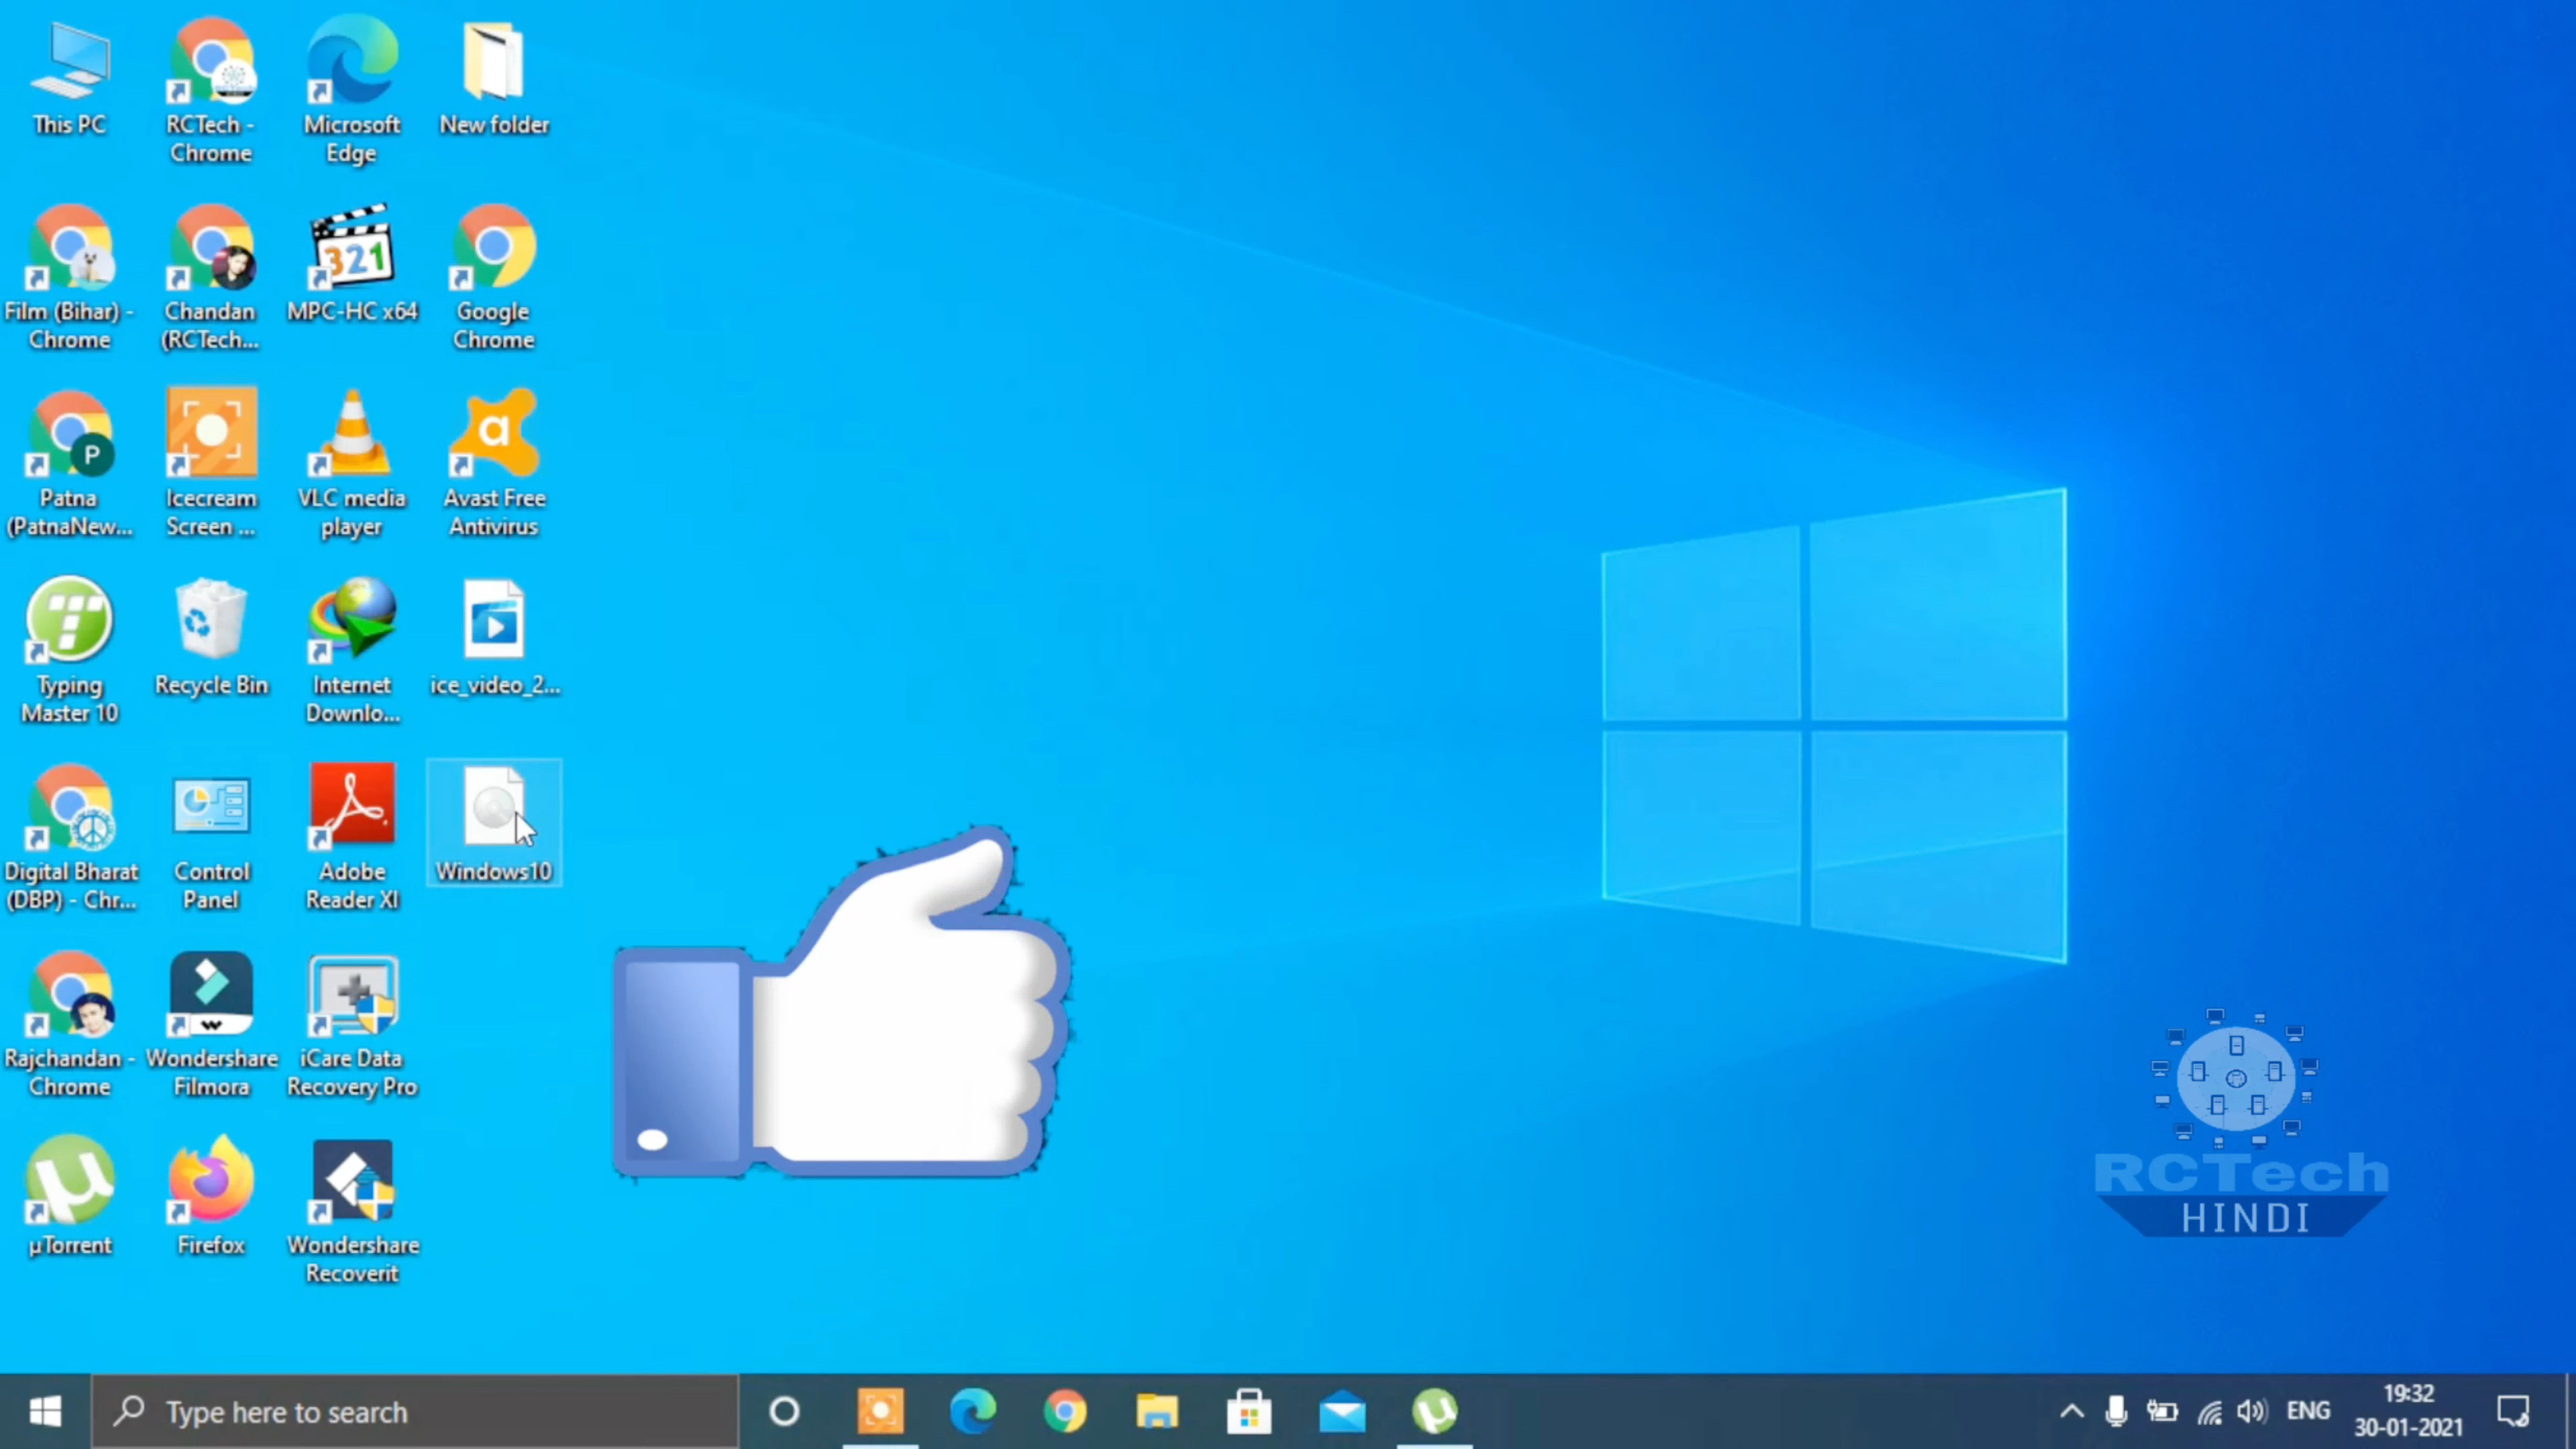 This PC
RCTech -
Chrome
Microsoft
Edge
New folder
Film (Bihar) -
Chrome
Chandan
(RCTech...
MPC-HC x64
321
Google
Chrome
P
Patna
(PatnaNew...
Icecream
Screen ...
VLC media
player
a
Avast Free
Antivirus
Typing
Master 10
Recycle Bin
Internet
Downlo...
ice_video_2...
Digital Bharat
(DBP) - Chr...
Control
Panel
Adobe
Reader XI
Windows10
Rajchandan -
Chrome
Wondershare
Filmora
iCare Data
Recovery Pro
µTorrent
Firefox
Wondershare
Recoverit
RCTech
HINDI
Type here to search
ENG
19:32
30-01-2021